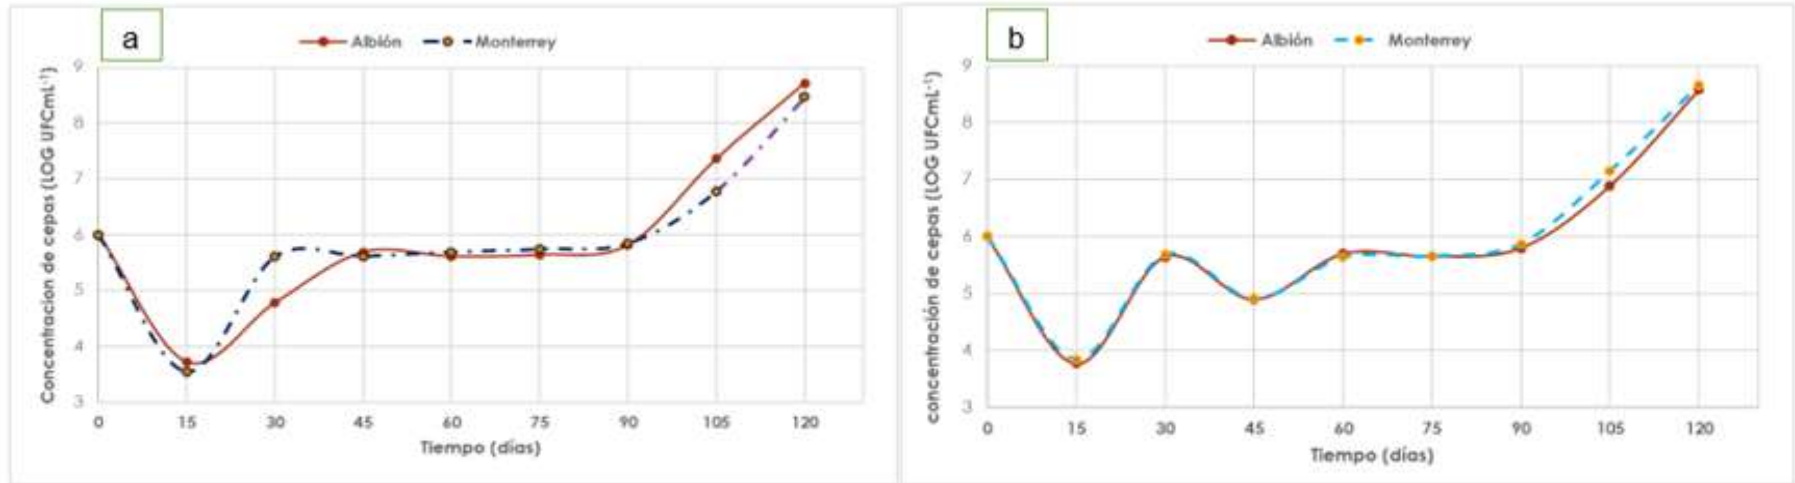 a
Albión Monterrey
Concentracion de cepas (LOG UFCmL-1)
9
8
7
6
5
4
3
0 15 30 45 60 75 90 105 120
Tiempo (días)
b
Albión Monterrey
concentración de cepas (LOG UFCmL-1)
9
8
7
6
5
4
3
0 15 30 45 60 75 90 105 120
Tiempo (días)